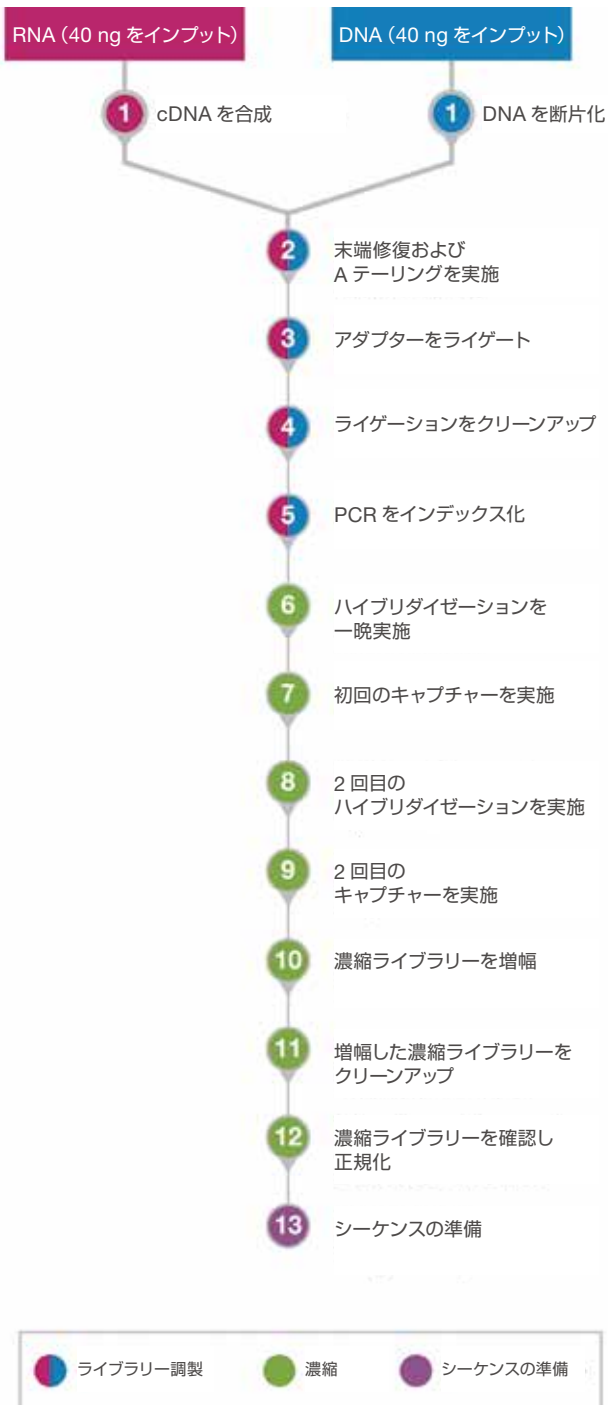 RNA（40 ng をインプット）
DNA（40 ng をインプット）
1 cDNA を合成
1 DNA を断片化
2 末端修復および
A テーリングを実施
3 アダプターをライゲート
4 ライゲーションをクリーンアップ
5 PCR をインデックス化
6 ハイブリダイゼーションを
一晩実施
7 初回のキャプチャーを実施
8 2 回目の
ハイブリダイゼーションを実施
9 2 回目の
キャプチャーを実施
10 濃縮ライブラリーを増幅
11 増幅した濃縮ライブラリーを
クリーンアップ
12 濃縮ライブラリーを確認し
正規化
13 シーケンスの準備
ライブラリー調製 濃縮 シーケンスの準備